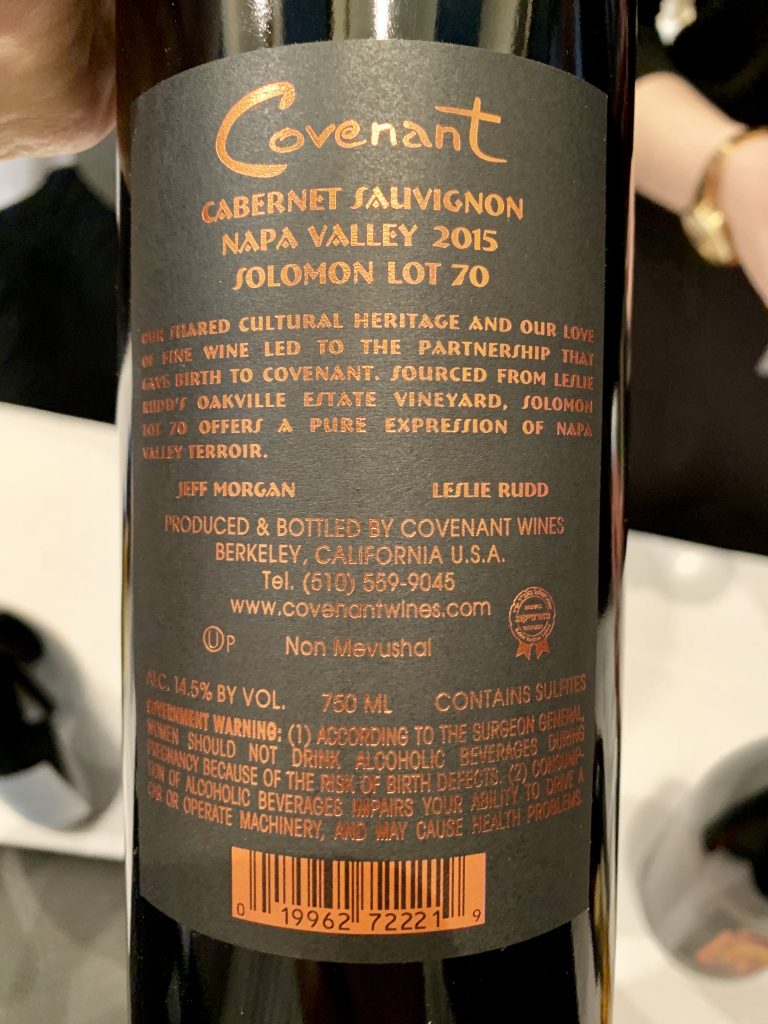 Covenant
CABERNET SAUVIGNON
NAPA VALLEY 2015
SOLOMON LOT 70
OUR SHARED CULTURAL HERITAGE AND OUR LOVE
OF FINE WINE LED TO THE PARTNERSHIP THAT
GAVE BIRTH TO COVENANT. SOURCED FROM LESLIE
RUDD'S OAKVILLE ESTATE VINEYARD, SOLOMON
LOT 70 OFFERS A PURE EXPRESSION OF NAPA
VALLEY TERROIR.
JEFF MORGAN LESLIE RUDD
PRODUCED & BOTTLED BY COVENANT WINES
BERKELEY, CALIFORNIA U.S.A.
Tel. (510) 559-9045
www.covenantwines.com
Ⓤ P Non Mevushal
ALC. 14.5% BY VOL. 750 ML CONTAINS SULFITES
GOVERNMENT WARNING: (1) ACCORDING TO THE SURGEON GENERAL,
WOMEN SHOULD NOT DRINK ALCOHOLIC BEVERAGES DURING
PREGNANCY BECAUSE OF THE RISK OF BIRTH DEFECTS. (2) CONSUMP-
TION OF ALCOHOLIC BEVERAGES IMPAIRS YOUR ABILITY TO DRIVE A
CAR OR OPERATE MACHINERY, AND MAY CAUSE HEALTH PROBLEMS.
0 19962 72221 9